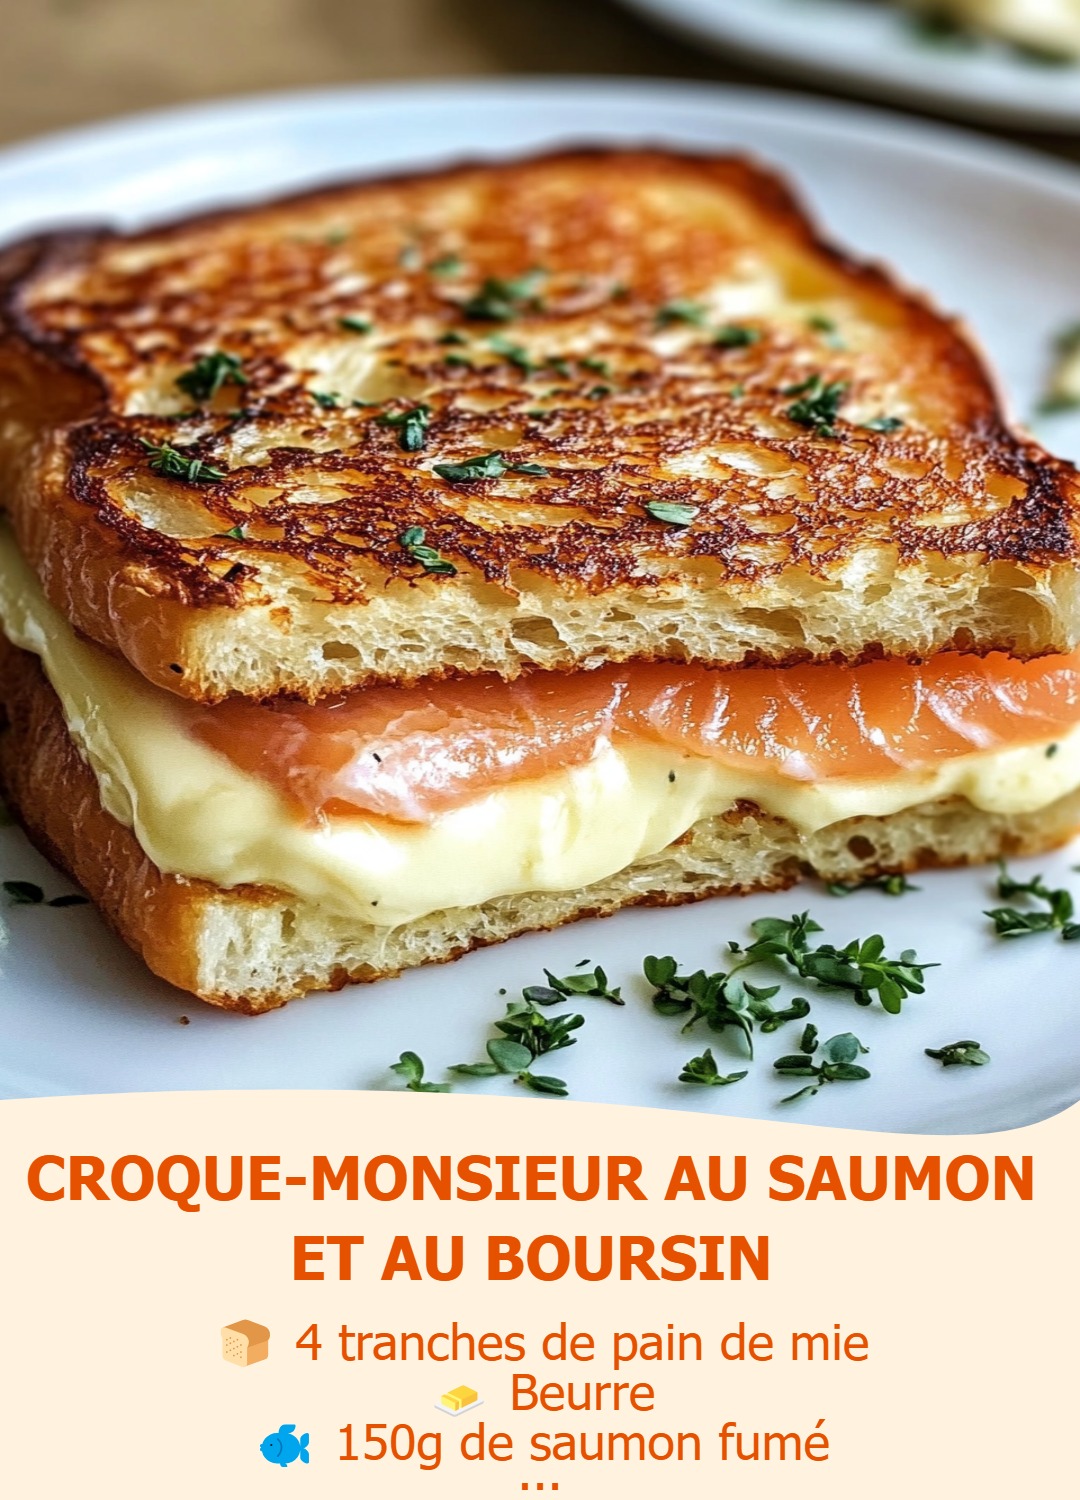 CROQUE-MONSIEUR AU SAUMON
ET AU BOURSIN
🍞 4 tranches de pain de mie
🧈 Beurre
🐟 150g de saumon fumé
...